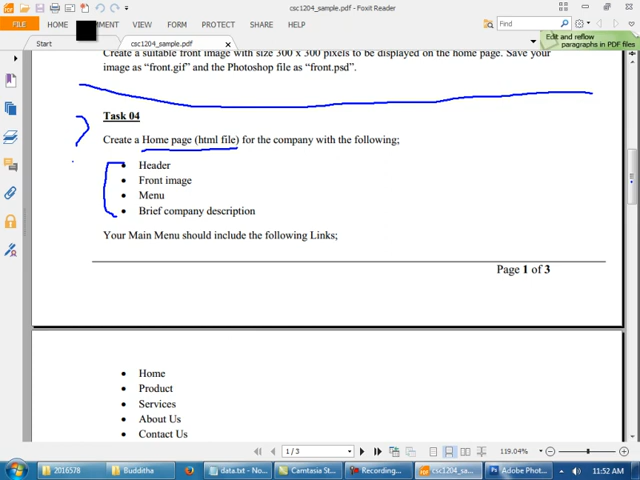 csc1204_sample.pdf - Foxit Reader
FILE
HOME
MMENT
VIEW
FORM
PROTECT
SHARE
HELP
Find
Edit and reflow
paragraphs in PDF files
Start
csc1204_sample.pdf
Create a suitable front image with size 300 x 300 pixels to be displayed on the home page. Save your
image as “front.gif” and the Photoshop file as “front.psd”.
Task 04
Create a Home page (html file) for the company with the following;
• Header
• Front image
• Menu
• Brief company description
Your Main Menu should include the following Links;
Page 1 of 3
• Home
• Product
• Services
• About Us
• Contact Us
1 / 3
119.04%
2016578
Budditha
data.txt - No...
Camtasia St...
Recording...
csc1204_sa...
Adobe Phot...
11:52 AM